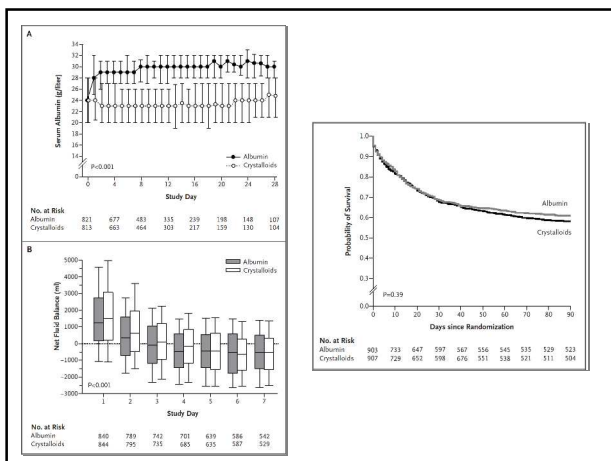 A
Serum Albumin (g/liter)
34
32
30
28
26
24
22
20
18
16
14
0
P<0.001
Albumin
Crystalloids
0 4 8 12 16 20 24 28
Study Day
No. at Risk
Albumin 821 677 483 335 239 198 148 107
Crystalloids 813 663 464 303 217 159 130 104
B
Net Fluid Balance (ml)
5000
4000
3000
2000
1000
0
−1000
−2000
−3000
Albumin
Crystalloids
P<0.001
1 2 3 4 5 6 7
Study Day
No. at Risk
Albumin 840 789 742 701 639 586 542
Crystalloids 844 795 735 685 635 587 529
Probability of Survival
1.0
0.9
0.8
0.7
0.6
0.5
0.4
0.3
0.0
Albumin
Crystalloids
P=0.39
0 10 20 30 40 50 60 70 80 90
Days since Randomization
No. at Risk
Albumin 903 733 647 597 567 556 545 535 529 523
Crystalloids 907 729 652 598 676 551 538 521 511 504